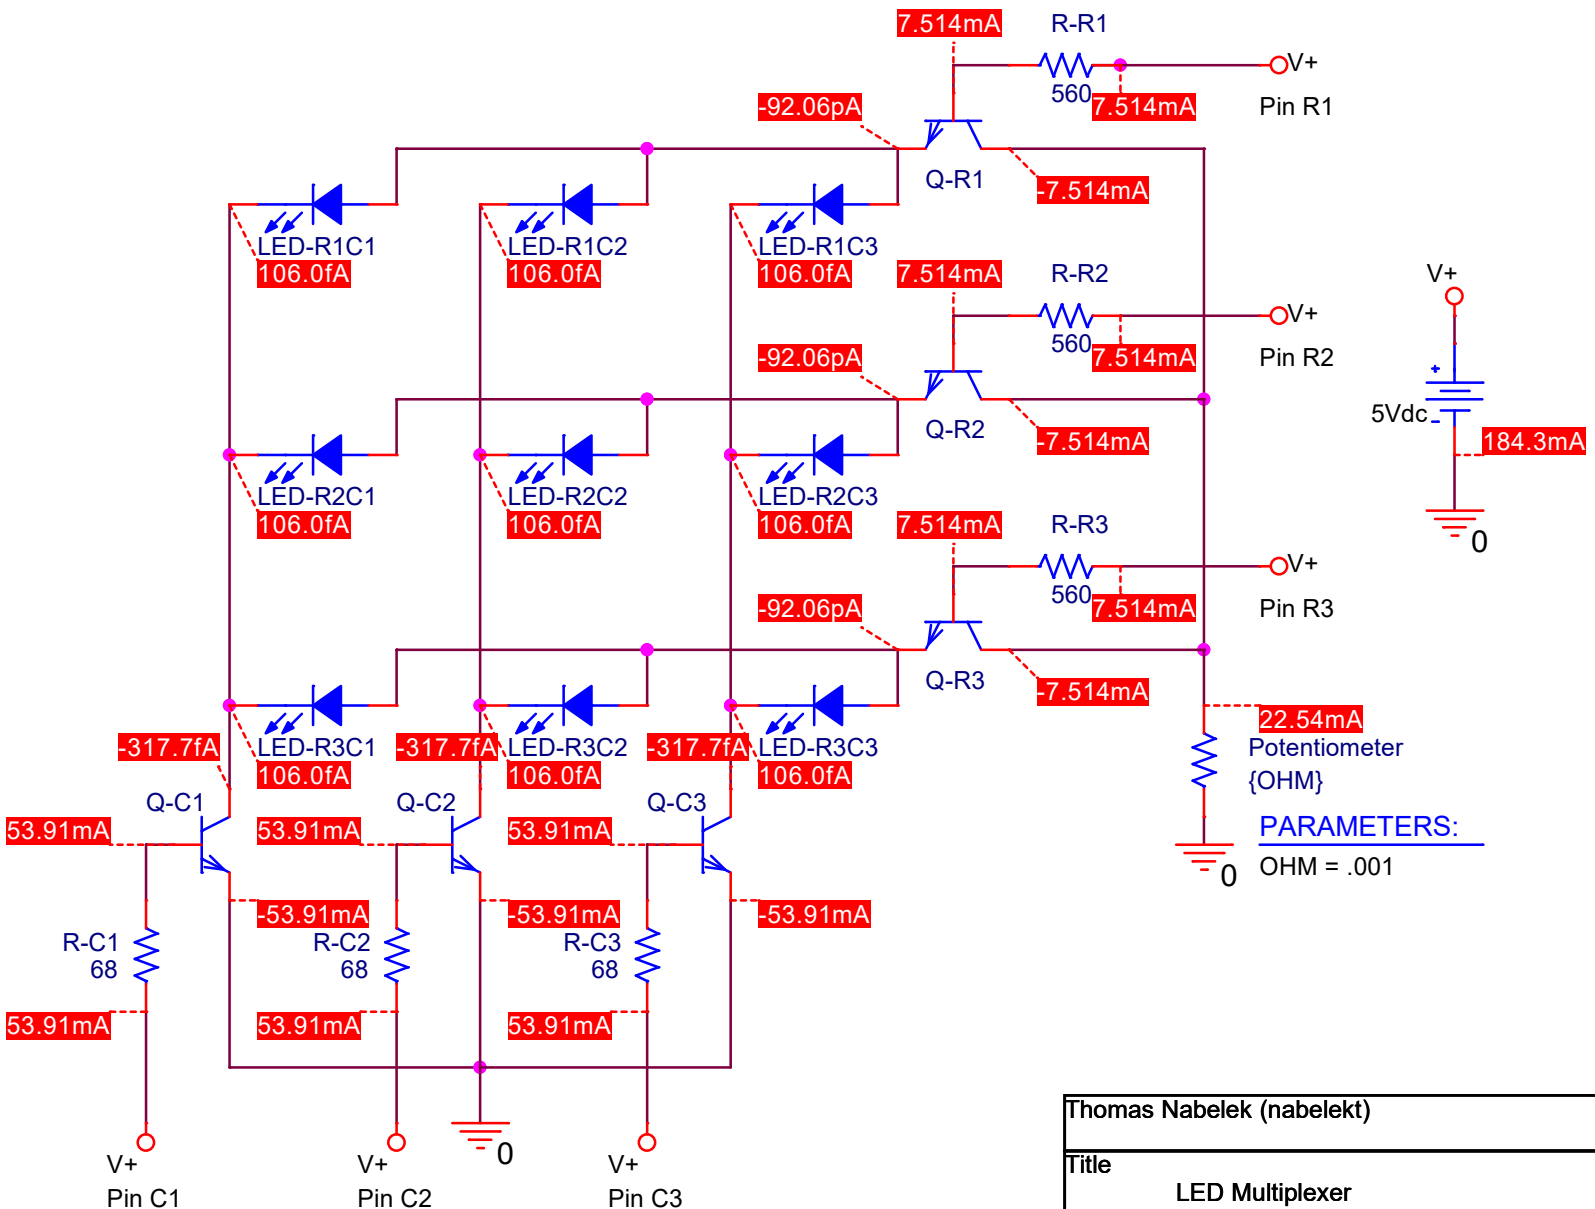 7.514mA
R-R1
V+
560
7.514mA
Pin R1
-92.06pA
Q-R1
-7.514mA
LED-R1C1
LED-R1C2
LED-R1C3
106.0fA
106.0fA
106.0fA
7.514mA
R-R2
V+
560
7.514mA
Pin R2
-92.06pA
Q-R2
-7.514mA
V+
+
5Vdc
-
184.3mA
0
LED-R2C1
LED-R2C2
LED-R2C3
106.0fA
106.0fA
106.0fA
7.514mA
R-R3
V+
560
7.514mA
Pin R3
-92.06pA
Q-R3
-7.514mA
22.54mA
Potentiometer
{OHM}
PARAMETERS:
OHM = .001
0
LED-R3C1
LED-R3C2
LED-R3C3
-317.7fA
-317.7fA
-317.7fA
106.0fA
106.0fA
106.0fA
Q-C1
Q-C2
Q-C3
53.91mA
53.91mA
53.91mA
-53.91mA
-53.91mA
-53.91mA
R-C1
68
R-C2
68
R-C3
68
53.91mA
53.91mA
53.91mA
0
V+
Pin C1
V+
Pin C2
V+
Pin C3
Thomas Nabelek (nabelekt)
Title
LED Multiplexer